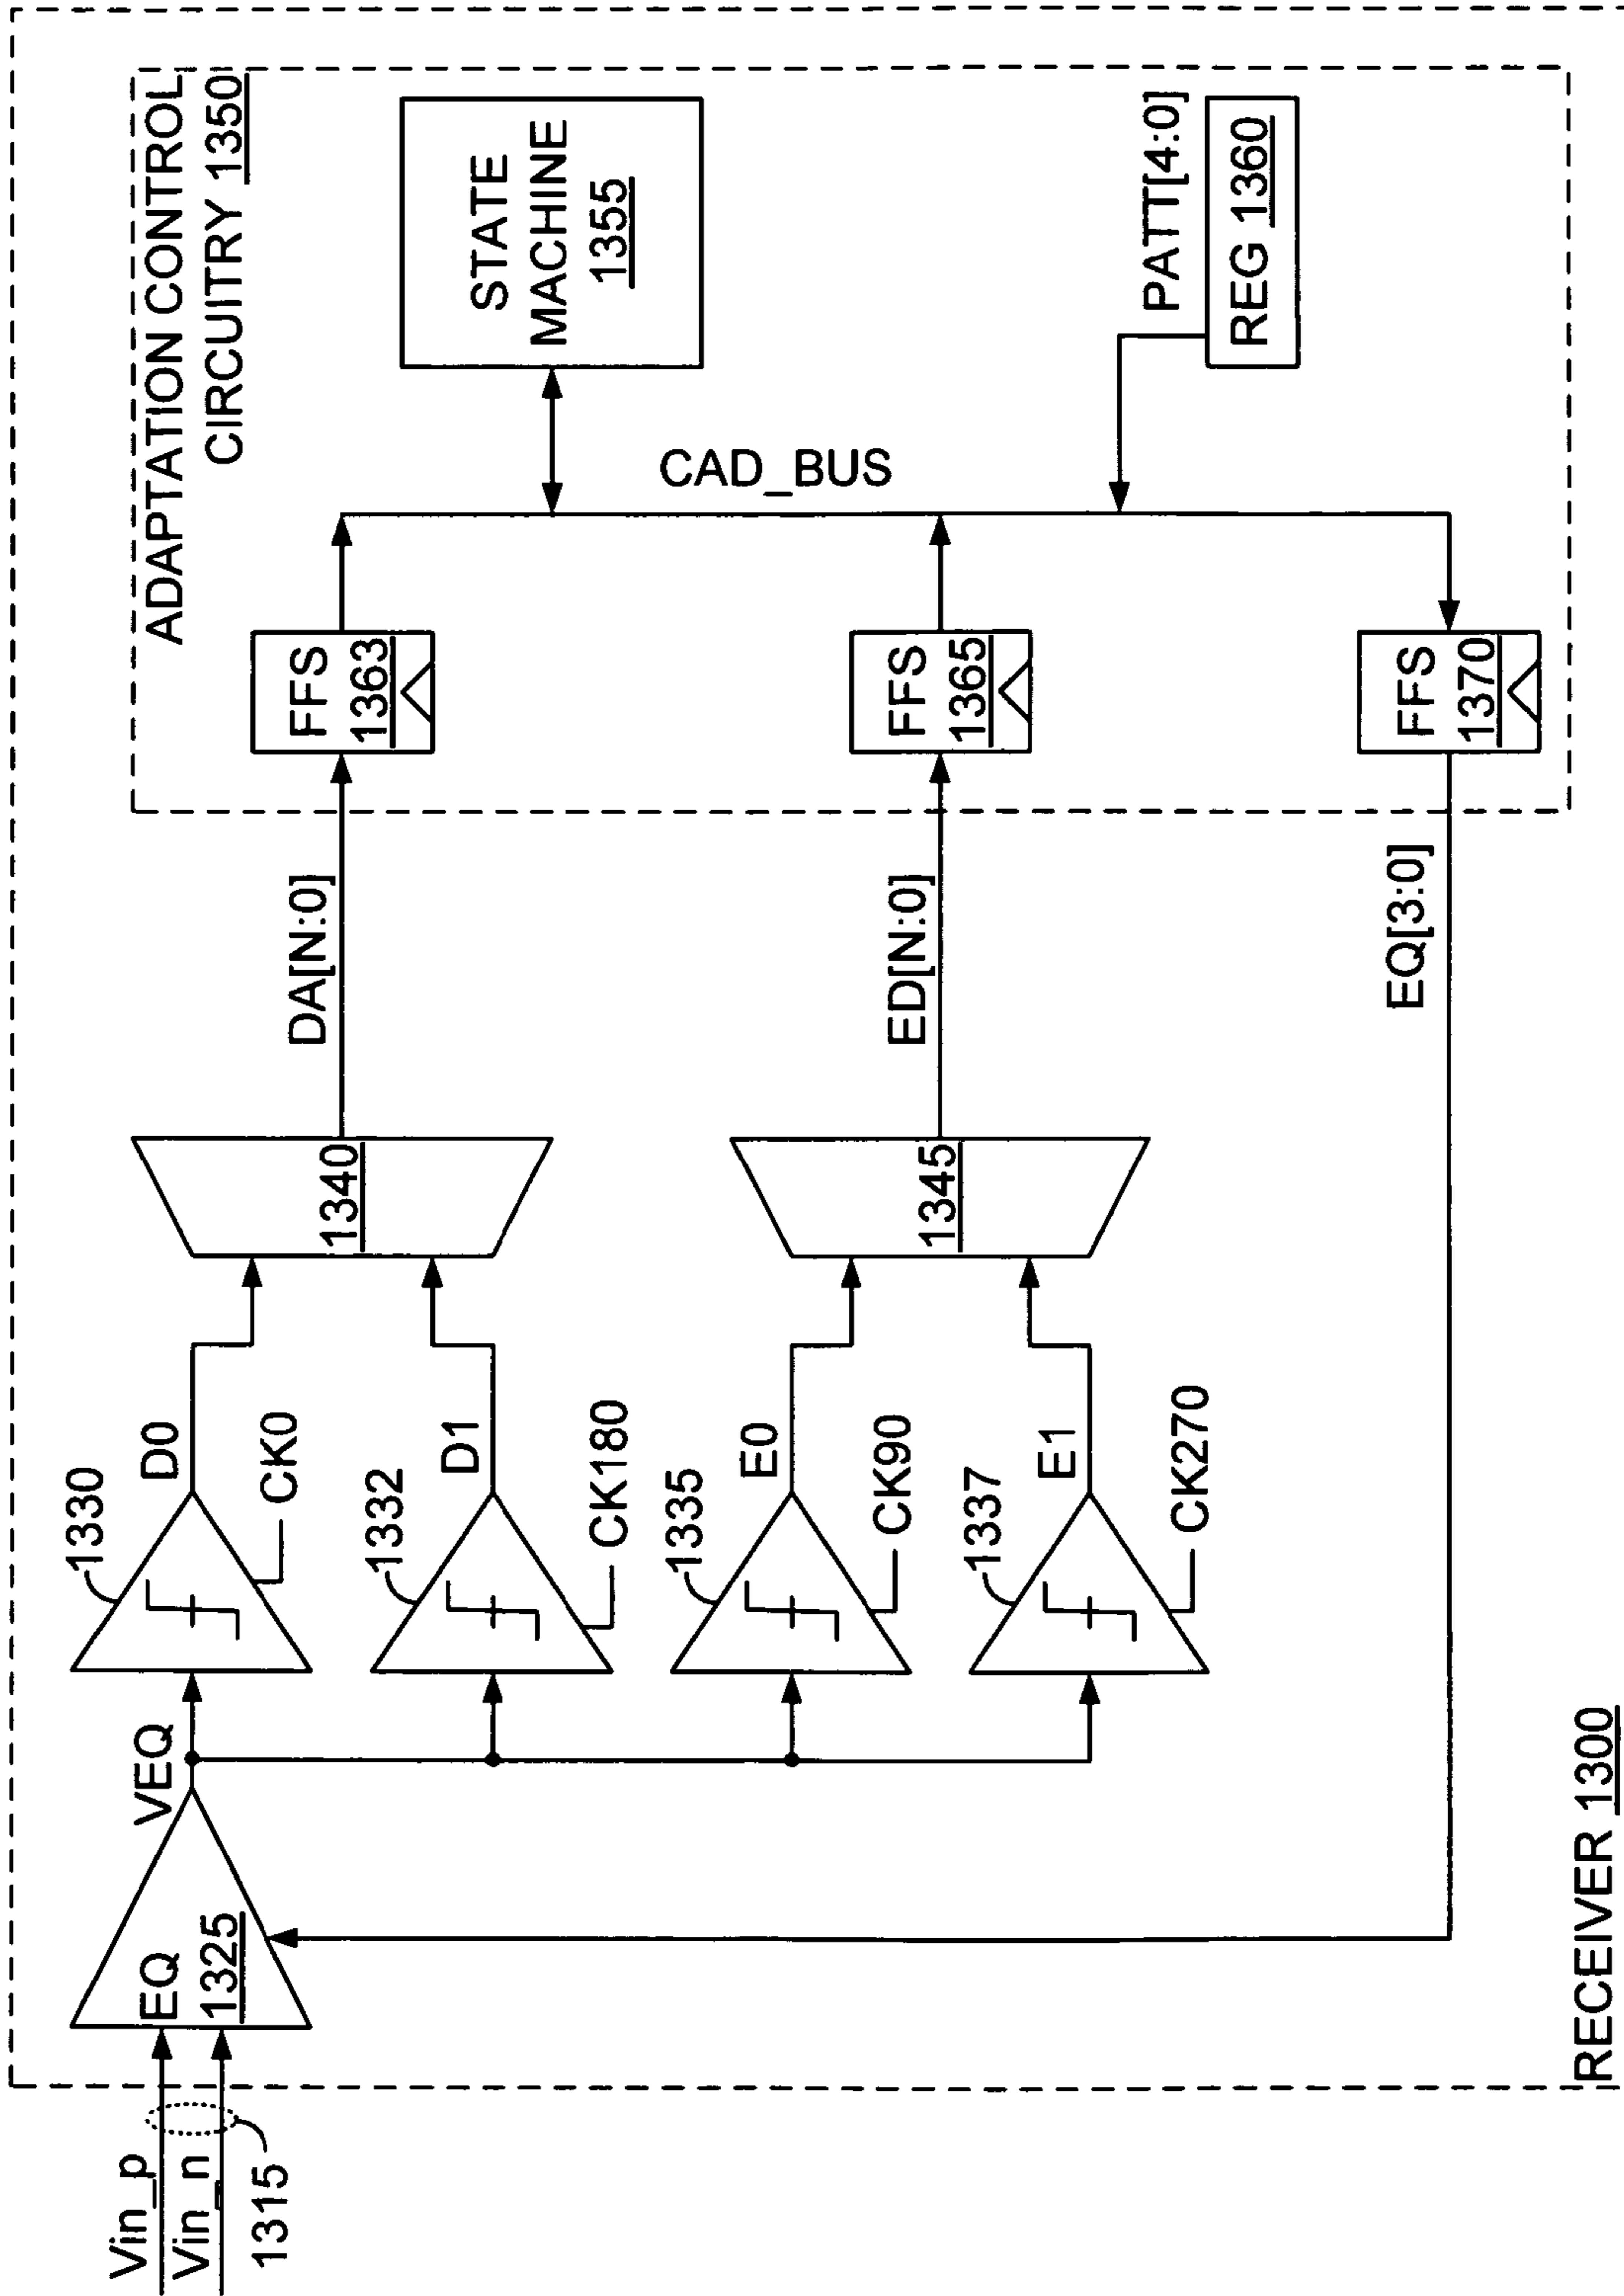 Vin_p
Vin_n
1315
EQ
1325
VEQ
1330
D0
CK0
1332
D1
CK180
1335
E0
CK90
1337
E1
CK270
1340
1345
DA[N:0]
ED[N:0]
EQ[3:0]
ADAPTATION CONTROL
CIRCUITRY 1350
FFS
1363
FFS
1365
FFS
1370
CAD_BUS
STATE
MACHINE
1355
PATT[4:0]
REG 1360
RECEIVER 1300